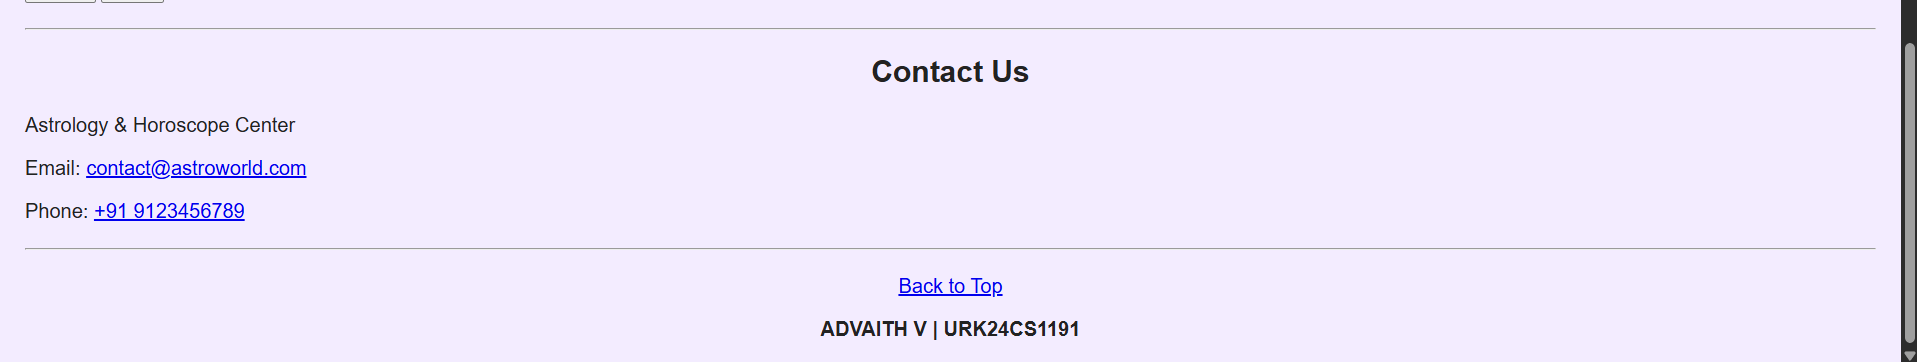 Contact Us
Astrology & Horoscope Center
Email: contact@astroworld.com
Phone: +91 9123456789
Back to Top
ADVAITH V | URK24CS1191